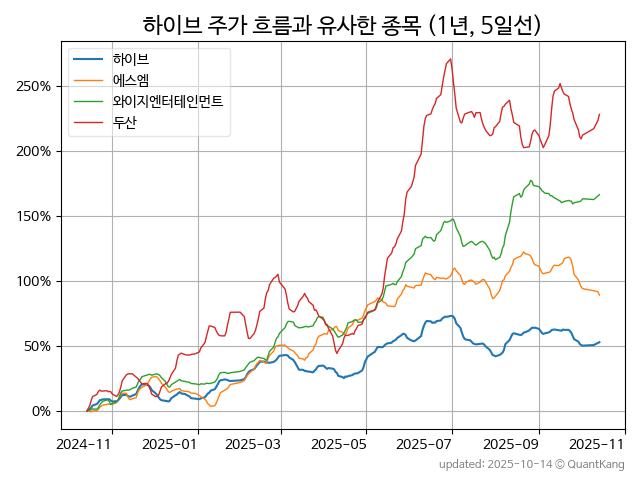 하이브 주가 흐름과 유사한 종목 (1년, 5일선)
하이브
에스엠
와이지엔터테인먼트
두산
250%
200%
150%
100%
50%
0%
2024-11 2025-01 2025-03 2025-05 2025-07 2025-09 2025-11
updated: 2025-10-14 © QuantKang